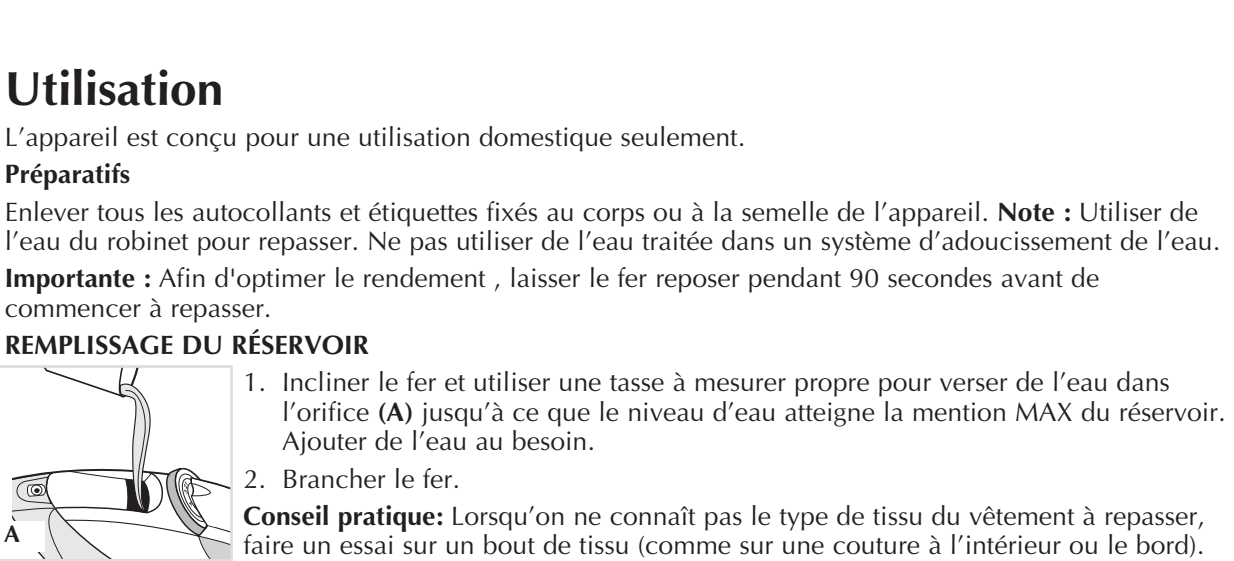 Utilisation
L’appareil est conçu pour une utilisation domestique seulement.
Préparatifs
Enlever tous les autocollants et étiquettes fixés au corps ou à la semelle de l’appareil. Note : Utiliser de
l’eau du robinet pour repasser. Ne pas utiliser de l’eau traitée dans un système d’adoucissement de l’eau.
Importante : Afin d'optimer le rendement , laisser le fer reposer pendant 90 secondes avant de
commencer à repasser.
REMPLISSAGE DU RÉSERVOIR
1. Incliner le fer et utiliser une tasse à mesurer propre pour verser de l’eau dans
l’orifice (A) jusqu’à ce que le niveau d’eau atteigne la mention MAX du réservoir.
Ajouter de l’eau au besoin.
2. Brancher le fer.
Conseil pratique: Lorsqu’on ne connaît pas le type de tissu du vêtement à repasser,
faire un essai sur un bout de tissu (comme sur une couture à l’intérieur ou le bord).
A